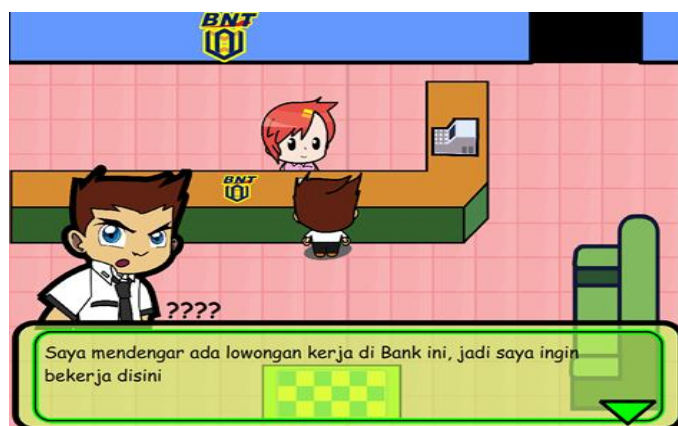 BNT
BNT
????
Saya mendengar ada lowongan kerja di Bank ini, jadi saya ingin
bekerja disini